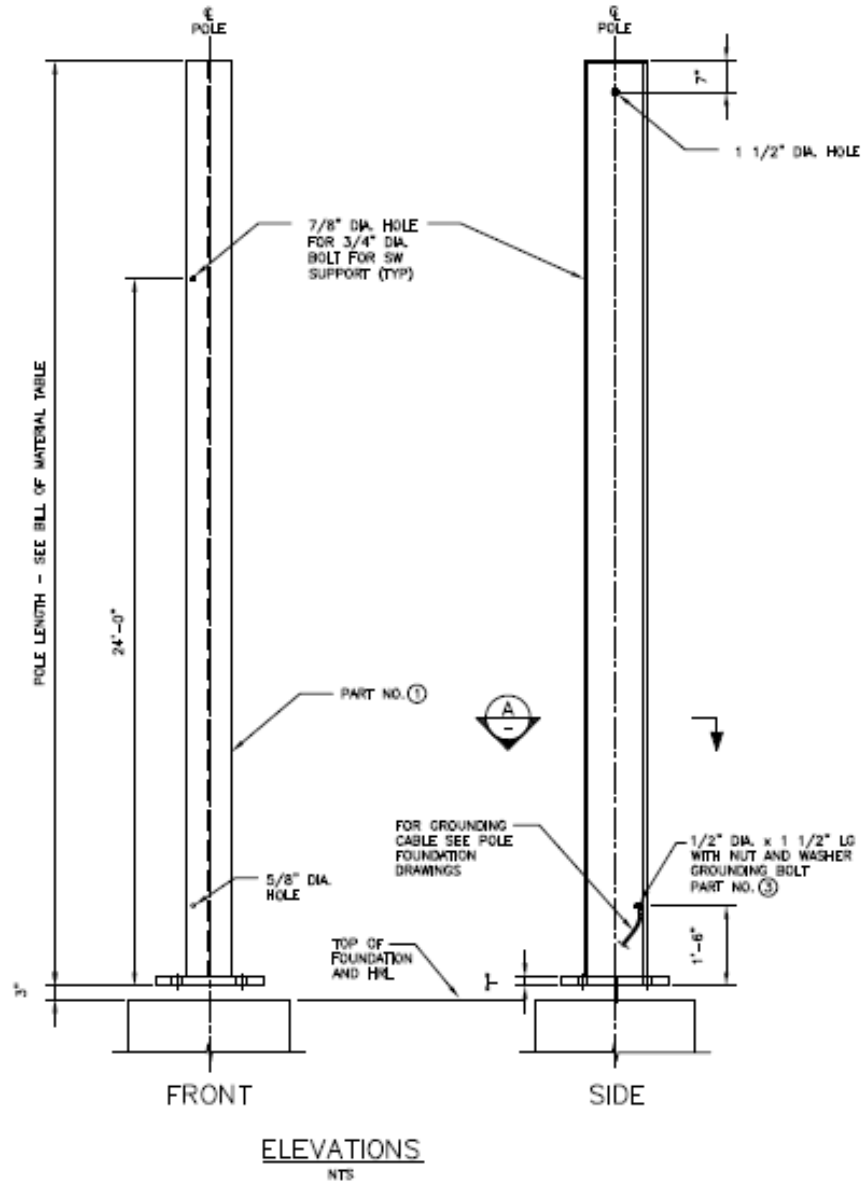 ℄
POLE
℄
POLE
7"
1 1/2" DIA. HOLE
7/8" DIA. HOLE
FOR 3/4" DIA.
BOLT FOR SW
SUPPORT (TYP)
POLE LENGTH - SEE BILL OF MATERIAL TABLE
24'-0"
PART NO. 1
A
-
FOR GROUNDING
CABLE SEE POLE
FOUNDATION
DRAWINGS
1/2" DIA. x 1 1/2" LG
WITH NUT AND WASHER
GROUNDING BOLT
PART NO. 3
5/8" DIA.
HOLE
1'-6"
TOP OF
FOUNDATION
AND HRL
3"
1"
FRONT
SIDE
ELEVATIONS
NTS